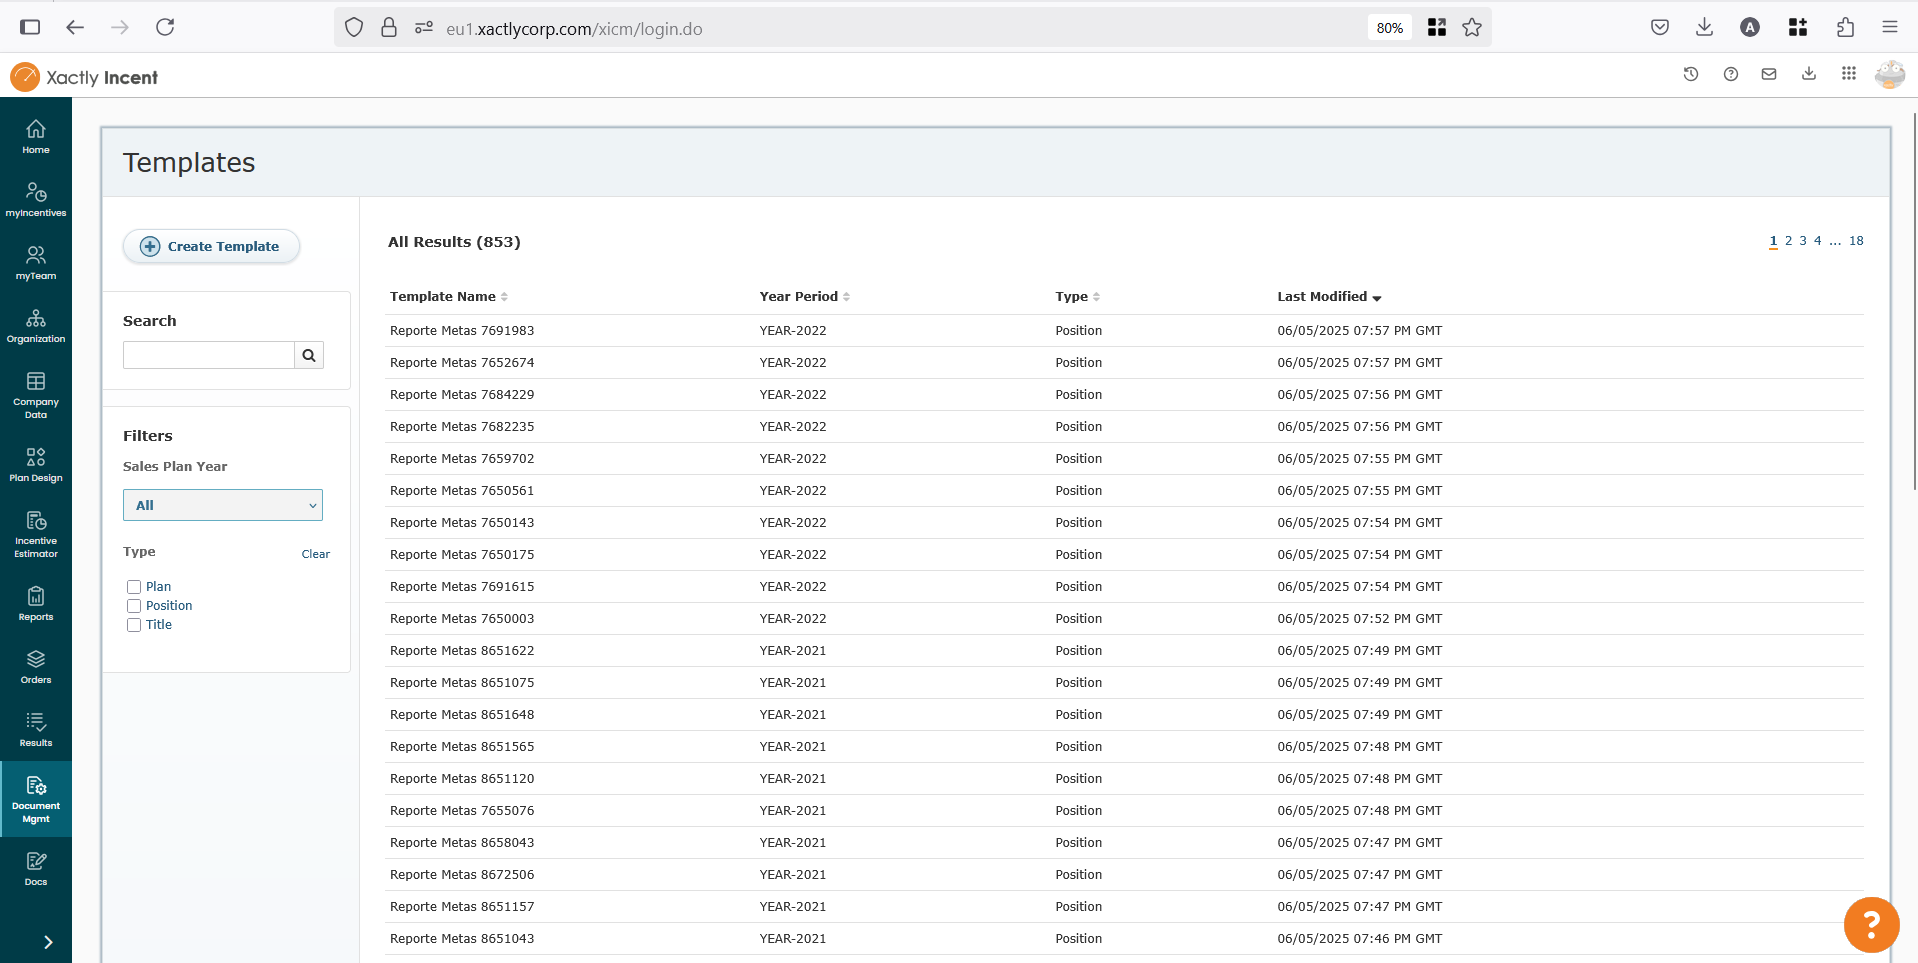 eu1.xactlycorp.com/xicm/login.do
80%
A
Xactly Incent
Home
myIncentives
myTeam
Organization
Company
Data
Plan Design
Incentive
Estimator
Reports
Orders
Results
Document
Mgmt
Docs
Templates
Create Template
Search
Filters
Sales Plan Year
All
Type
Clear
Plan
Position
Title
All Results (853)
1 2 3 4 ... 18
Template Name Year Period Type Last Modified
Reporte Metas 7691983 YEAR-2022 Position 06/05/2025 07:57 PM GMT
Reporte Metas 7652674 YEAR-2022 Position 06/05/2025 07:57 PM GMT
Reporte Metas 7684229 YEAR-2022 Position 06/05/2025 07:56 PM GMT
Reporte Metas 7682235 YEAR-2022 Position 06/05/2025 07:56 PM GMT
Reporte Metas 7659702 YEAR-2022 Position 06/05/2025 07:55 PM GMT
Reporte Metas 7650561 YEAR-2022 Position 06/05/2025 07:55 PM GMT
Reporte Metas 7650143 YEAR-2022 Position 06/05/2025 07:54 PM GMT
Reporte Metas 7650175 YEAR-2022 Position 06/05/2025 07:54 PM GMT
Reporte Metas 7691615 YEAR-2022 Position 06/05/2025 07:54 PM GMT
Reporte Metas 7650003 YEAR-2022 Position 06/05/2025 07:52 PM GMT
Reporte Metas 8651622 YEAR-2021 Position 06/05/2025 07:49 PM GMT
Reporte Metas 8651075 YEAR-2021 Position 06/05/2025 07:49 PM GMT
Reporte Metas 8651648 YEAR-2021 Position 06/05/2025 07:49 PM GMT
Reporte Metas 8651565 YEAR-2021 Position 06/05/2025 07:48 PM GMT
Reporte Metas 8651120 YEAR-2021 Position 06/05/2025 07:48 PM GMT
Reporte Metas 7655076 YEAR-2021 Position 06/05/2025 07:48 PM GMT
Reporte Metas 8658043 YEAR-2021 Position 06/05/2025 07:47 PM GMT
Reporte Metas 8672506 YEAR-2021 Position 06/05/2025 07:47 PM GMT
Reporte Metas 8651157 YEAR-2021 Position 06/05/2025 07:47 PM GMT
Reporte Metas 8651043 YEAR-2021 Position 06/05/2025 07:46 PM GMT
?